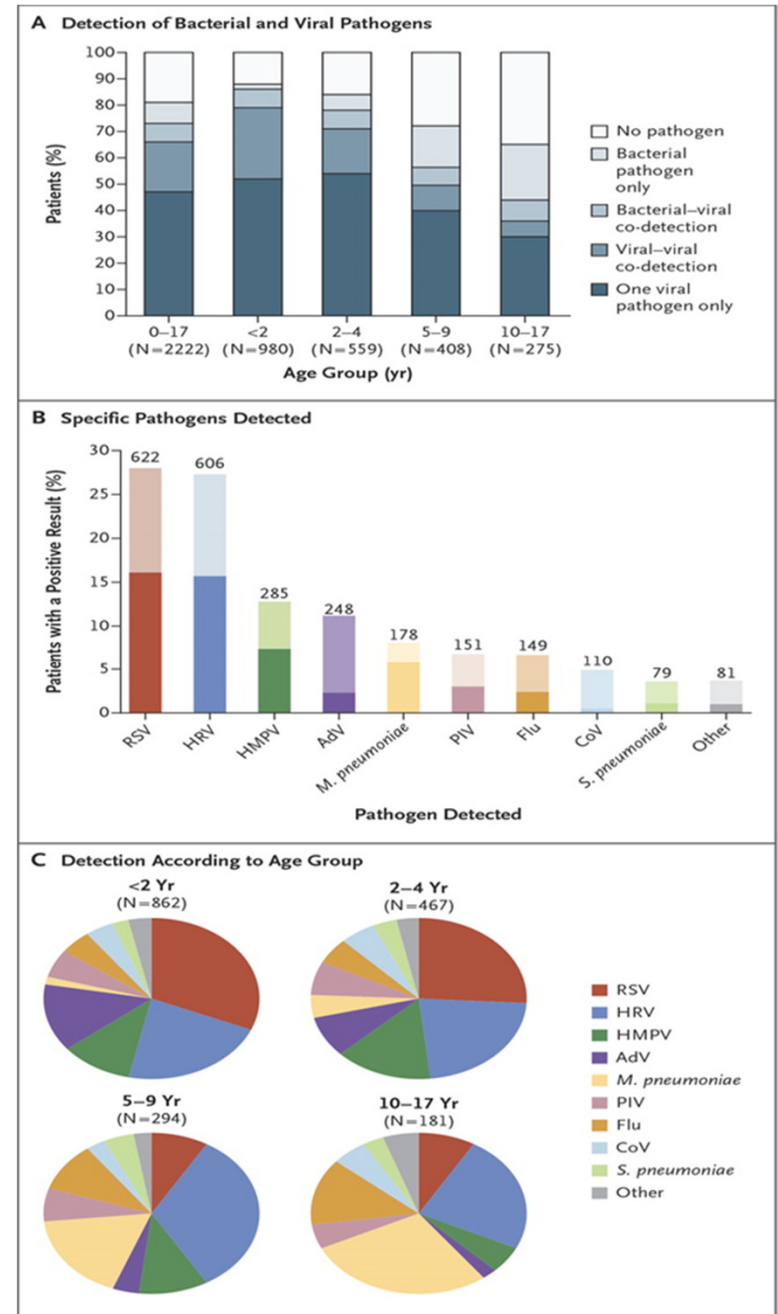 A Detection of Bacterial and Viral Pathogens
Patients (%)
100
90
80
70
60
50
40
30
20
10
0
0–17
(N=2222)
<2
(N=980)
2–4
(N=559)
5–9
(N=408)
10–17
(N=275)
Age Group (yr)
No pathogen
Bacterial
pathogen
only
Bacterial–viral
co-detection
Viral–viral
co-detection
One viral
pathogen only
B Specific Pathogens Detected
Patients with a Positive Result (%)
30
25
20
15
10
5
0
622
606
285
248
178
151
149
110
79
81
RSV
HRV
HMPV
AdV
M. pneumoniae
PIV
Flu
CoV
S. pneumoniae
Other
Pathogen Detected
C Detection According to Age Group
<2 Yr
(N=862)
2–4 Yr
(N=467)
5–9 Yr
(N=294)
10–17 Yr
(N=181)
RSV
HRV
HMPV
AdV
M. pneumoniae
PIV
Flu
CoV
S. pneumoniae
Other